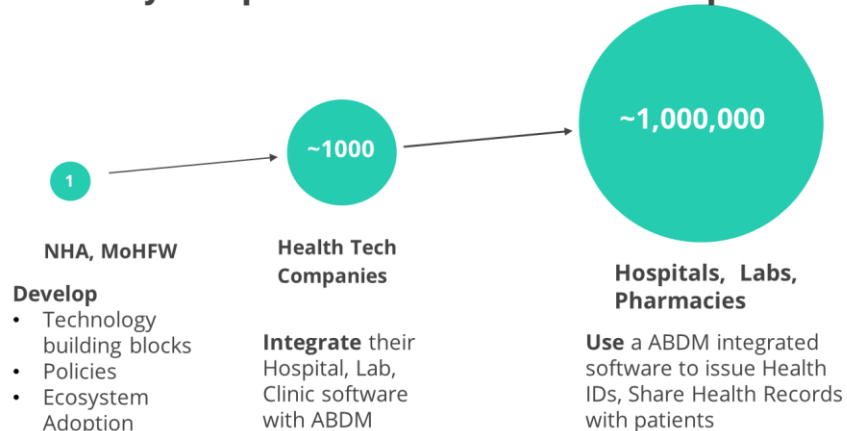 1
~1000
~1,000,000
NHA, MoHFW
Develop
• Technology
building blocks
• Policies
• Ecosystem
Adoption
Health Tech
Companies
Integrate their
Hospital, Lab,
Clinic software
with ABDM
Hospitals, Labs,
Pharmacies
Use a ABDM integrated
software to issue Health
IDs, Share Health Records
with patients